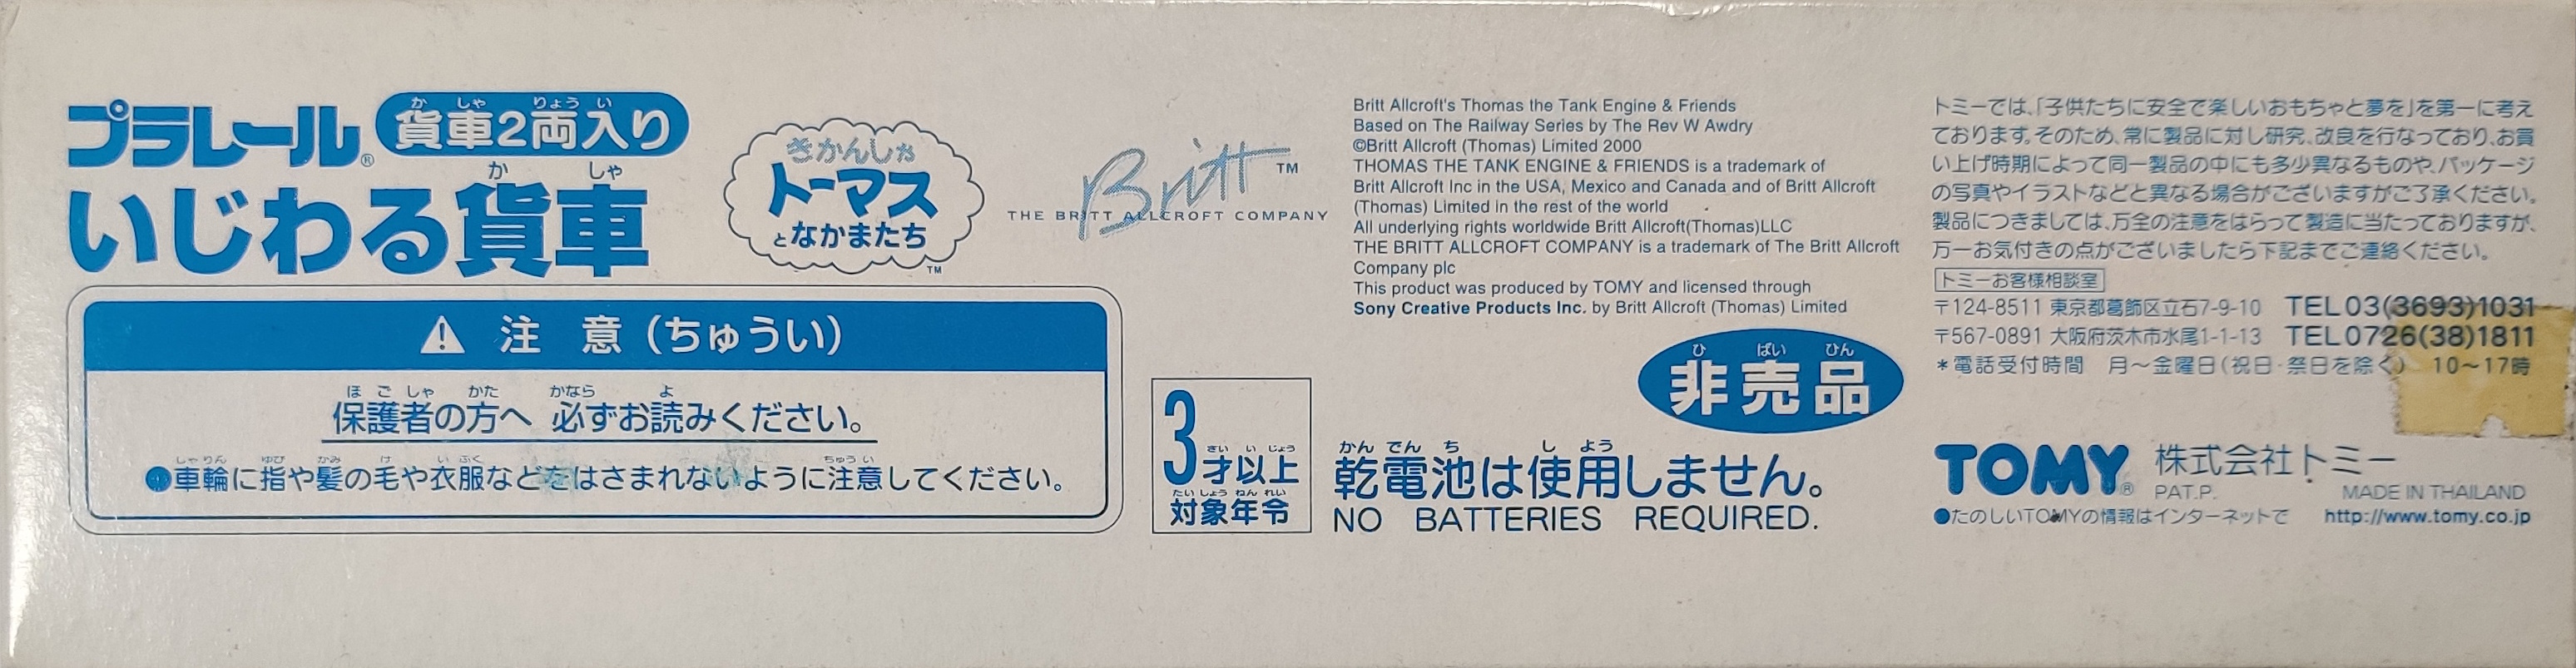 プラレール® 貨車2両入り
かしゃ りょうい
かしゃ
いじわる貨車
きかんしゃ
トーマス
となかまたち
TM
Britt TM
THE BRITT ALLCROFT COMPANY
⚠ 注意(ちゅうい)
ほごしゃ かた かなら よ
保護者の方へ 必ずお読みください。
しゃりん ゆび かみ け いふく ちゅうい
●車輪に指や髪の毛や衣服などをはさまれないように注意してください。
3才以上
さい いじょう
たいしょうねんれい
対象年令
Britt Allcroft's Thomas the Tank Engine & Friends
Based on The Railway Series by The Rev W Awdry
©Britt Allcroft (Thomas) Limited 2000
THOMAS THE TANK ENGINE & FRIENDS is a trademark of
Britt Allcroft Inc in the USA, Mexico and Canada and of Britt Allcroft
(Thomas) Limited in the rest of the world
All underlying rights worldwide Britt Allcroft(Thomas)LLC
THE BRITT ALLCROFT COMPANY is a trademark of The Britt Allcroft
Company plc
This product was produced by TOMY and licensed through
Sony Creative Products Inc. by Britt Allcroft (Thomas) Limited
ひ ばい ひん
非売品
かんでんち しよう
乾電池は使用しません。
NO BATTERIES REQUIRED.
トミーでは、「子供たちに安全で楽しいおもちゃと夢を」を第一に考え
ております。そのため、常に製品に対し研究、改良を行なっており、お買
い上げ時期によって同一製品の中にも多少異なるものや、パッケージ
の写真やイラストなどと異なる場合がございますがご了承ください。
製品につきましては、万全の注意をはらって製造に当たっておりますが、
万一お気付きの点がございましたら下記までご連絡ください。
トミーお客様相談室
〒124-8511 東京都葛飾区立石7-9-10 TEL03(3693)1031
〒567-0891 大阪府茨木市水尾1-1-13 TEL0726(38)1811
*電話受付時間 月〜金曜日(祝日・祭日を除く) 10〜17時
TOMY® 株式会社トミー
PAT.P. MADE IN THAILAND
●たのしいTOMYの情報はインターネットで http://www.tomy.co.jp